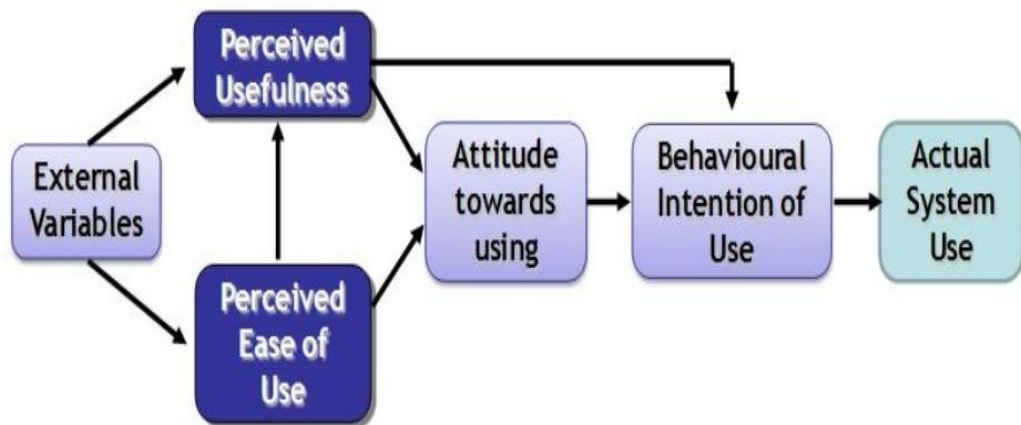 Perceived
Usefulness
External
Variables
Perceived
Ease of
Use
Attitude
towards
using
Behavioural
Intention of
Use
Actual
System
Use